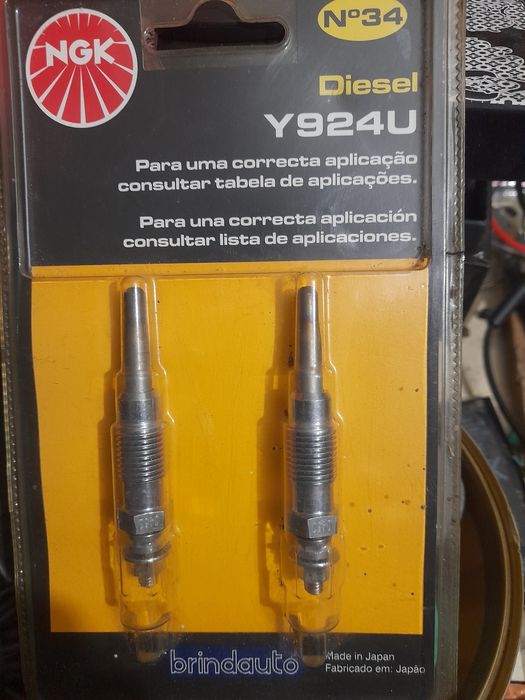 NGK
Nº34
Diesel
Y924U
Para uma correcta aplicação
consultar tabela de aplicações.
Para una correcta aplicación
consultar lista de aplicaciones.
brindauto
Made in Japan
Fabricado em: Japão